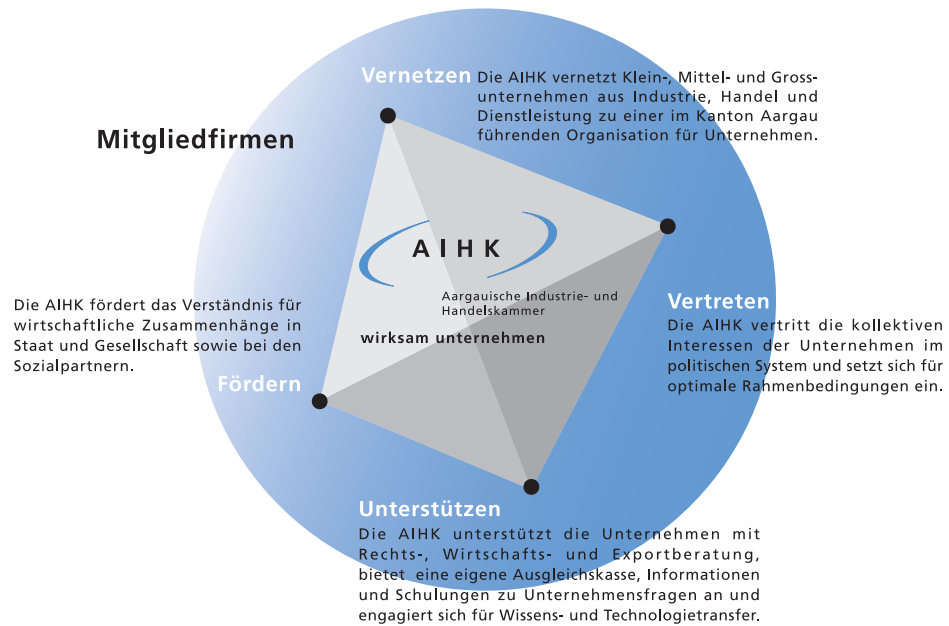 Vernetzen
Die AIHK vernetzt Klein-, Mittel- und Gross-
unternehmen aus Industrie, Handel und
Dienstleistung zu einer im Kanton Aargau
führenden Organisation für Unternehmen.
Mitgliedfirmen
AIHK
Aargauische Industrie- und
Handelskammer
wirksam unternehmen
Vertreten
Die AIHK vertritt die kollektiven
Interessen der Unternehmen im
politischen System und setzt sich für
optimale Rahmenbedingungen ein.
Die AIHK fördert das Verständnis für
wirtschaftliche Zusammenhänge in
Staat und Gesellschaft sowie bei den
Sozialpartnern.
Fördern
Unterstützen
Die AIHK unterstützt die Unternehmen mit
Rechts-, Wirtschafts- und Exportberatung,
bietet eine eigene Ausgleichskasse, Informationen
und Schulungen zu Unternehmensfragen an und
engagiert sich für Wissens- und Technologietransfer.